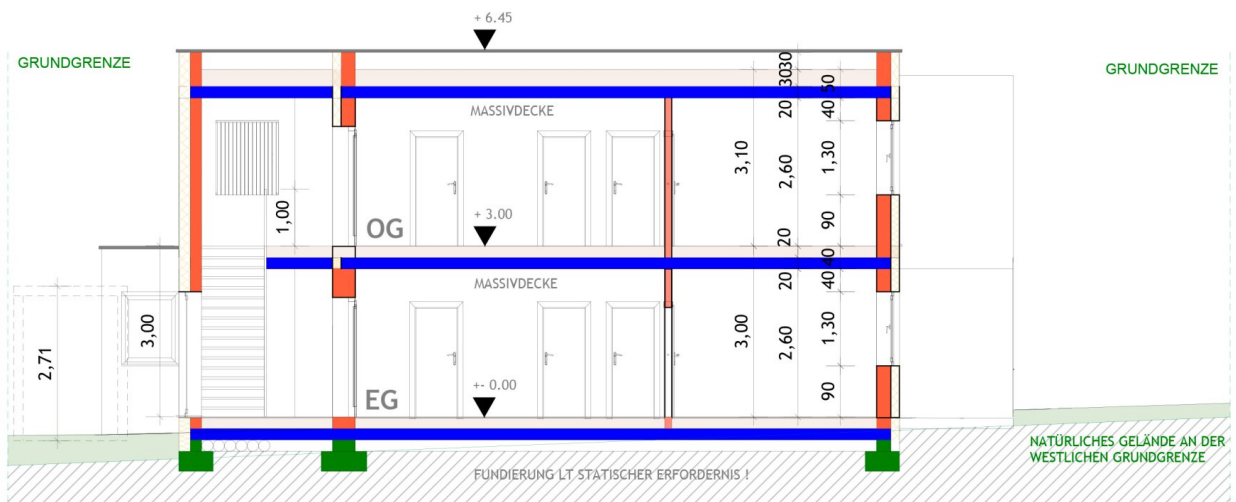 + 6.45
GRUNDGRENZE
GRUNDGRENZE
30
30
50
20
40
MASSIVDECKE
3,10
2,60
1,30
1,00
90
+ 3.00
OG
20
40
MASSIVDECKE
20
40
3,00
2,71
3,00
2,60
1,30
+- 0.00
EG
90
NATÜRLICHES GELÄNDE AN DER
WESTLICHEN GRUNDGRENZE
FUNDIERUNG LT STATISCHER ERFORDERNIS !